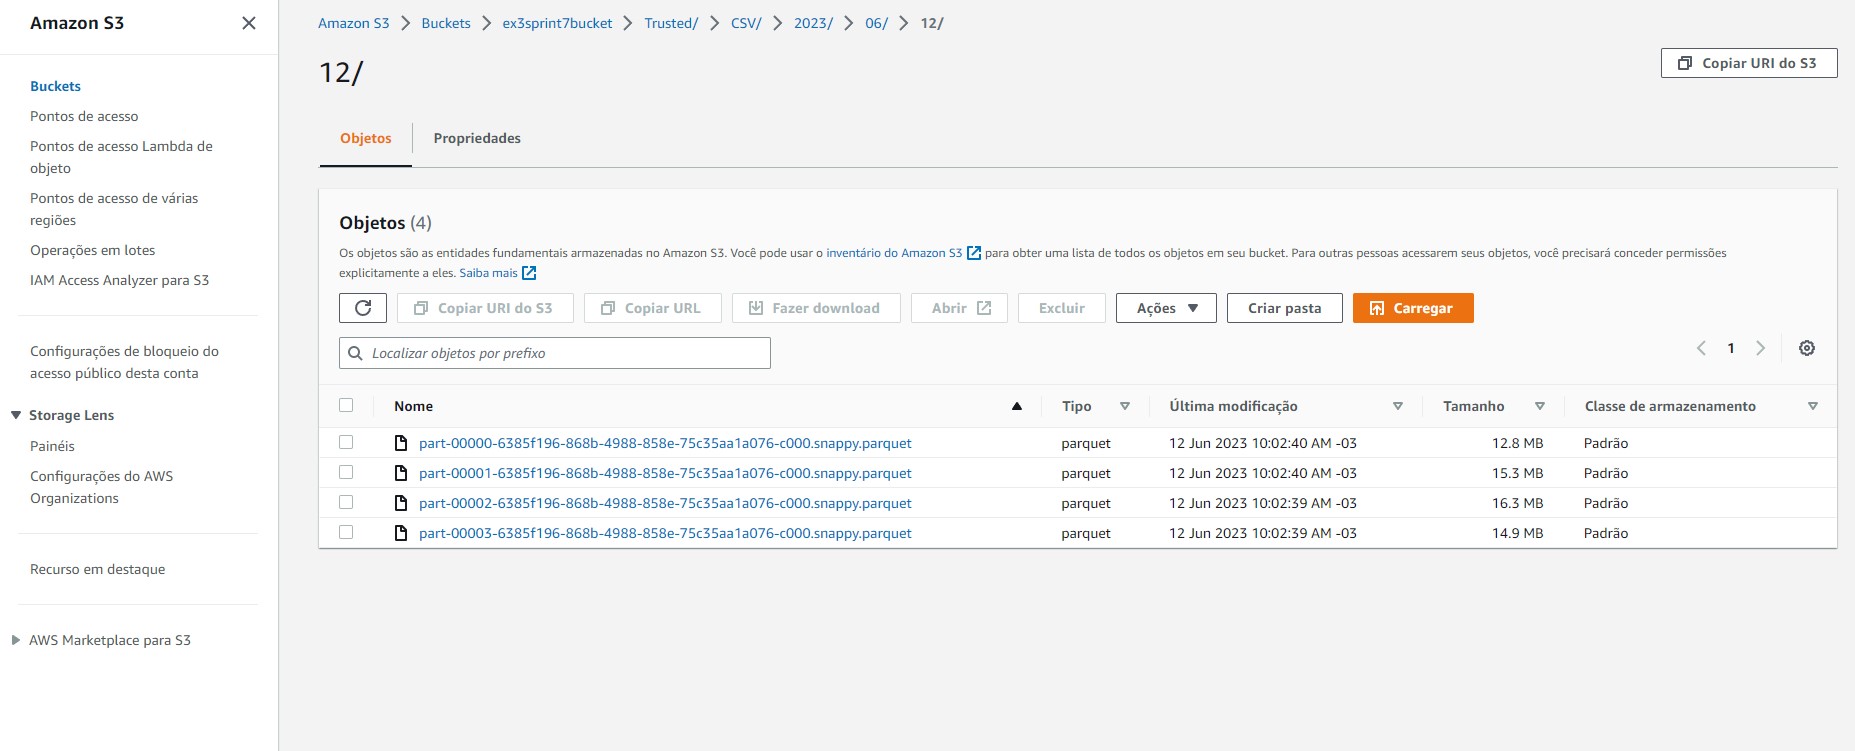 Amazon S3
Buckets
Pontos de acesso
Pontos de acesso Lambda de
objeto
Pontos de acesso de várias
regiões
Operações em lotes
IAM Access Analyzer para S3
Configurações de bloqueio do
acesso público desta conta
Storage Lens
Painéis
Configurações do AWS
Organizations
Recurso em destaque
AWS Marketplace para S3
Amazon S3 Buckets ex3sprint7bucket Trusted/ CSV/ 2023/ 06/ 12/
12/
Copiar URI do S3
Objetos Propriedades
Objetos (4)
Os objetos são as entidades fundamentais armazenadas no Amazon S3. Você pode usar o inventário do Amazon S3 para obter uma lista de todos os objetos em seu bucket. Para outras pessoas acessarem seus objetos, você precisará conceder permissões
explicitamente a eles. Saiba mais
Copiar URI do S3 Copiar URL Fazer download Abrir Excluir Ações Criar pasta Carregar
Localizar objetos por prefixo
1
Nome Tipo Última modificação Tamanho Classe de armazenamento
part-00000-6385f196-868b-4988-858e-75c35aa1a076-c000.snappy.parquet parquet 12 Jun 2023 10:02:40 AM -03 12.8 MB Padrão
part-00001-6385f196-868b-4988-858e-75c35aa1a076-c000.snappy.parquet parquet 12 Jun 2023 10:02:40 AM -03 15.3 MB Padrão
part-00002-6385f196-868b-4988-858e-75c35aa1a076-c000.snappy.parquet parquet 12 Jun 2023 10:02:39 AM -03 16.3 MB Padrão
part-00003-6385f196-868b-4988-858e-75c35aa1a076-c000.snappy.parquet parquet 12 Jun 2023 10:02:39 AM -03 14.9 MB Padrão